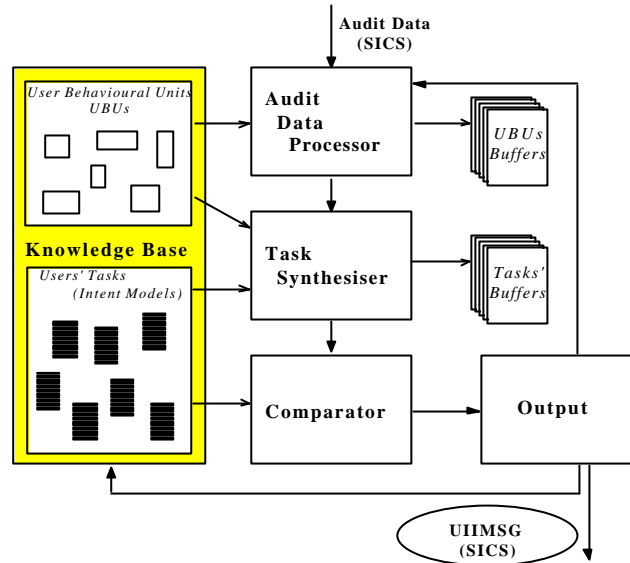 Audit Data
(SICS)
User Behavioural Units
UBUs
Audit
Data
Processor
UBUs
Buffers
Knowledge Base
Task
Synthesiser
Tasks'
Buffers
Users' Tasks
(Intent Models)
Comparator
Output
UIIMSG
(SICS)